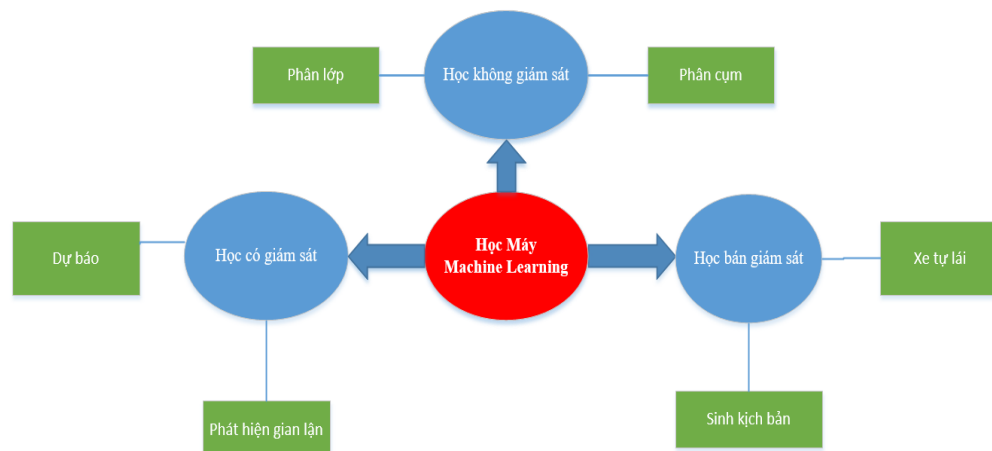 Phân lớp
Học không giám sát
Phân cụm
Dự báo
Học có giám sát
Học Máy
Machine Learning
Học bán giám sát
Xe tự lái
Phát hiện gian lận
Sinh kịch bản